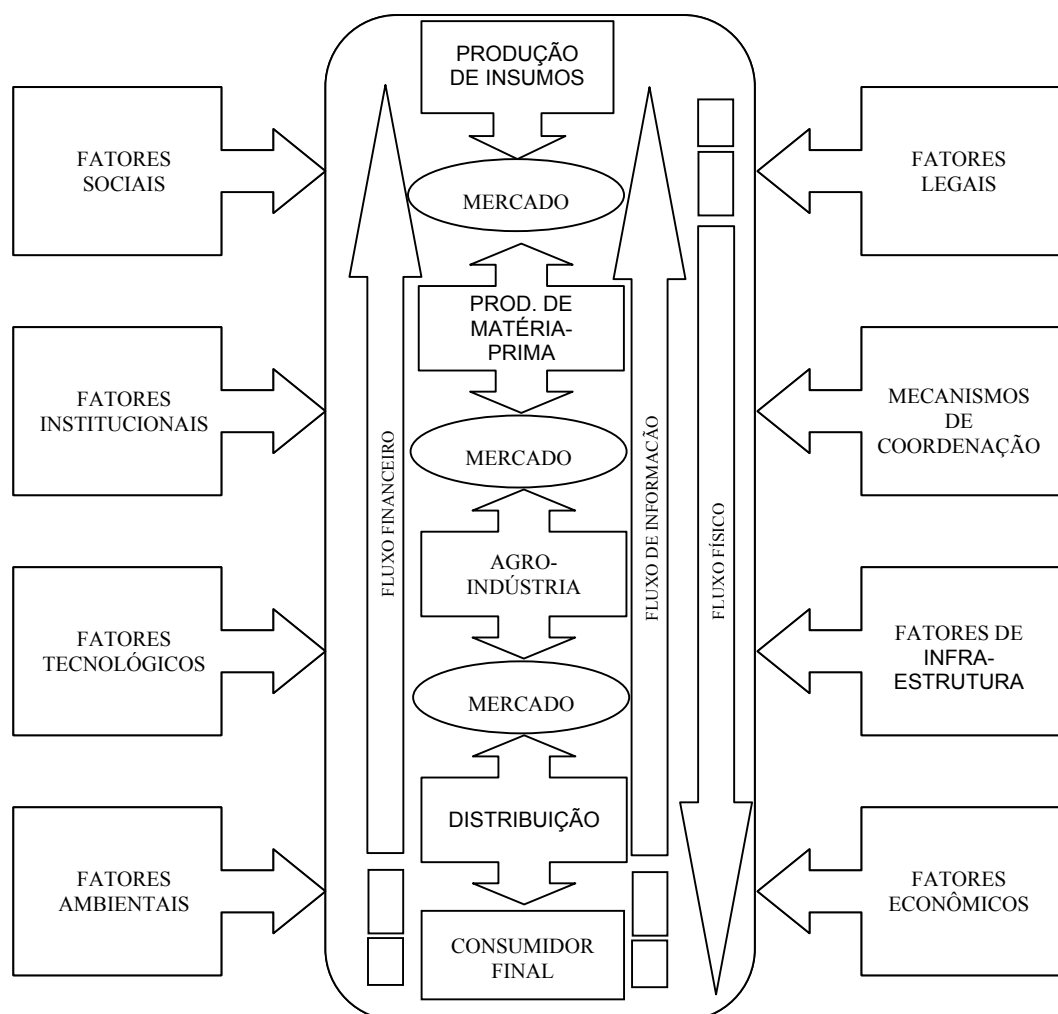 PRODUÇÃO
DE INSUMOS
FATORES
SOCIAIS
MERCADO
FATORES
LEGAIS
PROD. DE
MATÉRIA-
PRIMA
FATORES
INSTITUCIONAIS
MERCADO
MECANISMOS
DE
COORDENAÇÃO
FLUXO FINANCEIRO
FLUXO DE INFORMAÇÃO
FLUXO FÍSICO
AGRO-
INDÚSTRIA
FATORES
TECNOLÓGICOS
MERCADO
FATORES DE
INFRA-
ESTRUTURA
DISTRIBUIÇÃO
FATORES
AMBIENTAIS
CONSUMIDOR
FINAL
FATORES
ECONÔMICOS